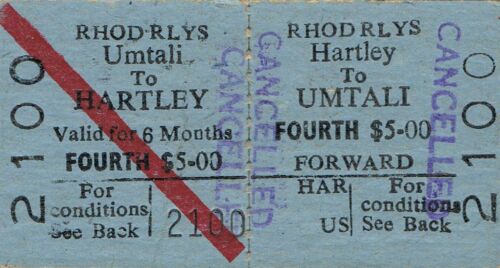 2100
RHOD RLYS
Umtali
To
HARTLEY
Valid for 6 Months
FOURTH $5-00
For
conditions
See Back
2100
CANCELLED
CANCELLED
RHOD RLYS
Hartley
To
UMTALI
FOURTH $5-00
FORWARD
HAR
US
For
conditions
See Back
CANCELLED
2100